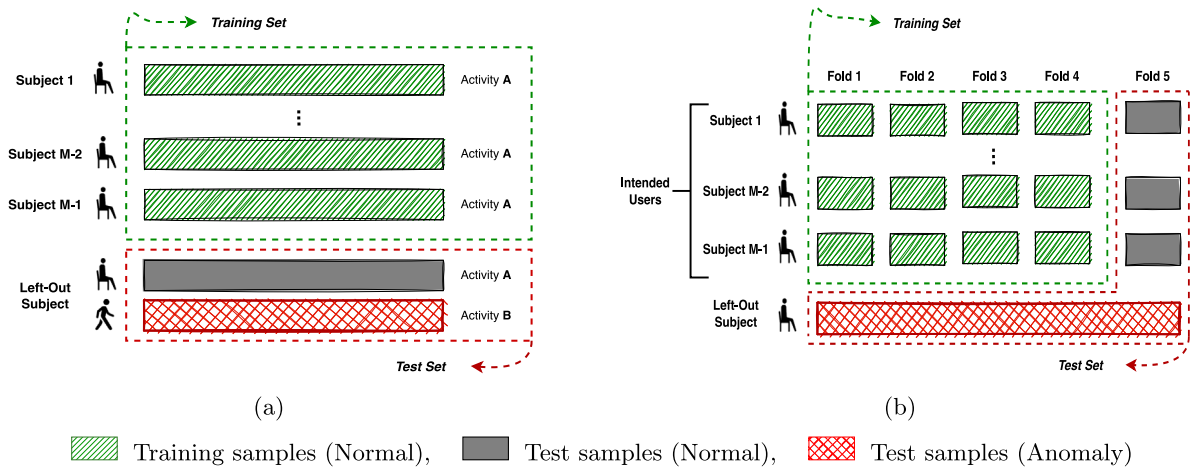 Training Set
Subject 1
Activity A
⋮
Subject M-2
Activity A
Subject M-1
Activity A
Left-Out
Subject
Activity A
Activity B
Test Set
(a)
Training Set
Fold 1 Fold 2 Fold 3 Fold 4 Fold 5
Intended
Users
Subject 1
⋮
Subject M-2
Subject M-1
Left-Out
Subject
Test Set
(b)
Training samples (Normal), Test samples (Normal), Test samples (Anomaly)